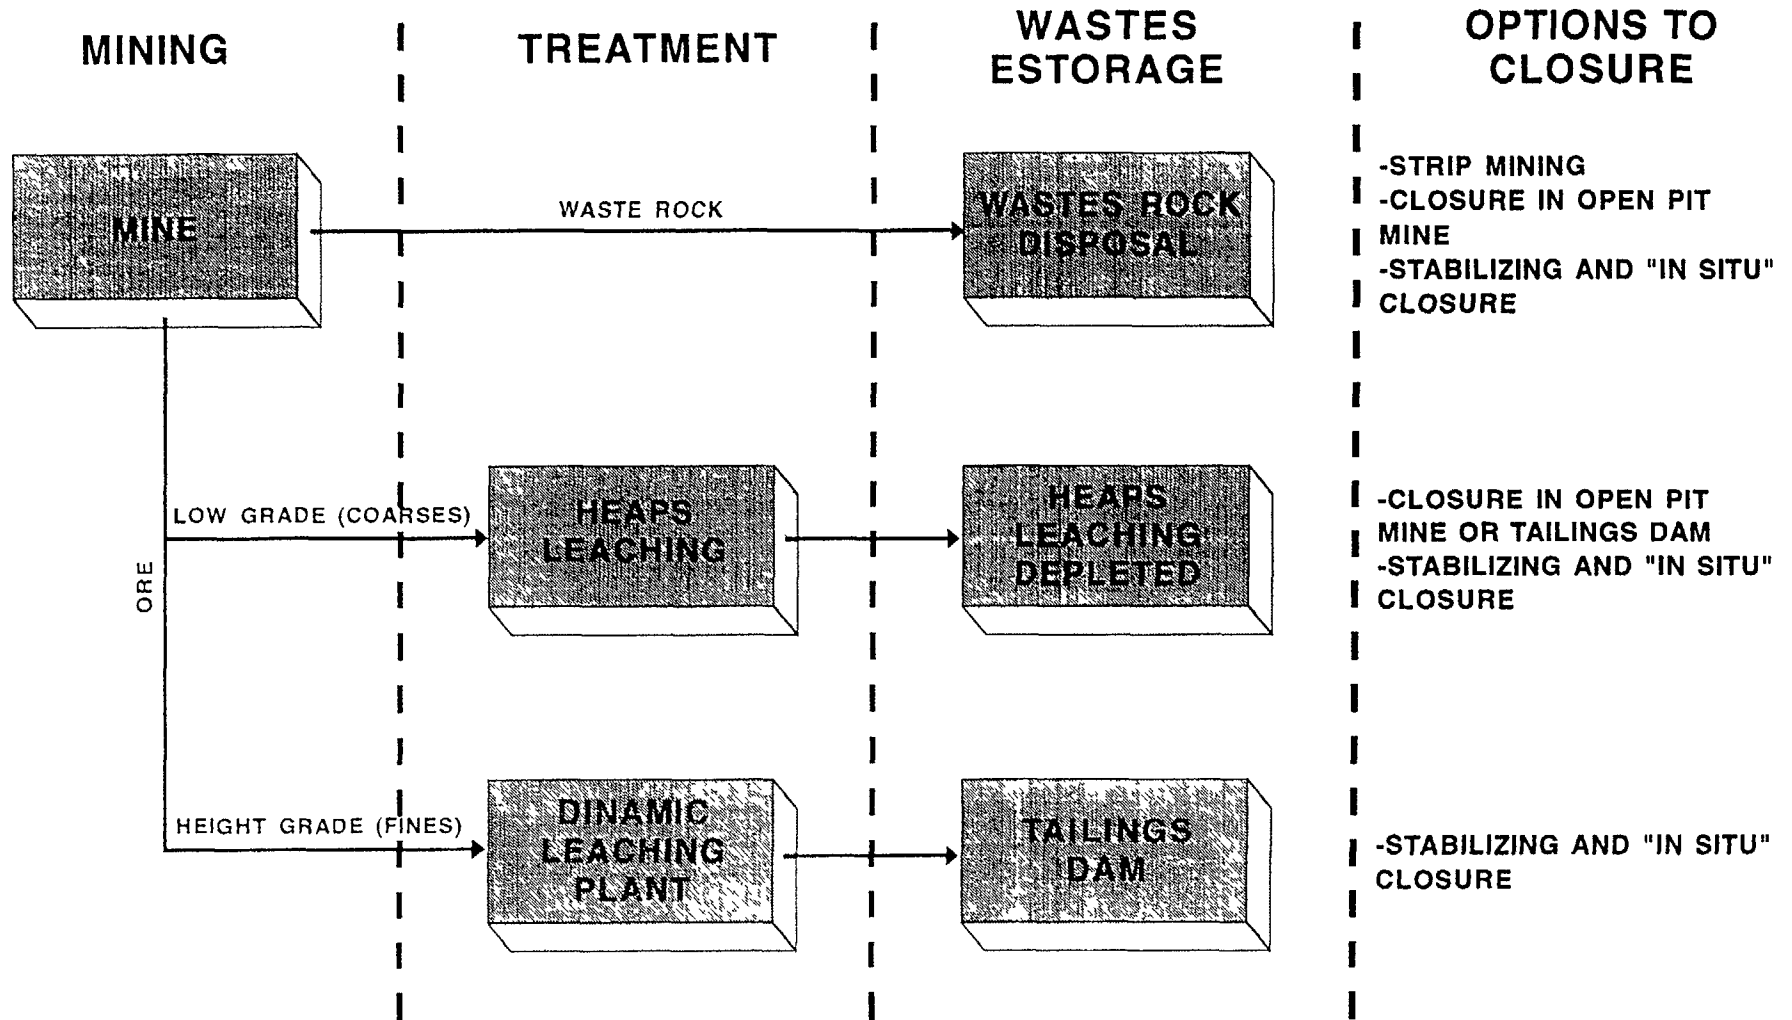 MINING
TREATMENT
WASTES
ESTORAGE
OPTIONS TO
CLOSURE
MINE
WASTE ROCK
WASTES ROCK
DISPOSAL
-STRIP MINING
-CLOSURE IN OPEN PIT
MINE
-STABILIZING AND "IN SITU"
CLOSURE
ORE
LOW GRADE (COARSES)
HEAPS
LEACHING
HEAPS
LEACHING
DEPLETED
-CLOSURE IN OPEN PIT
MINE OR TAILINGS DAM
-STABILIZING AND "IN SITU"
CLOSURE
HEIGHT GRADE (FINES)
DINAMIC
LEACHING
PLANT
TAILINGS
DAM
-STABILIZING AND "IN SITU"
CLOSURE